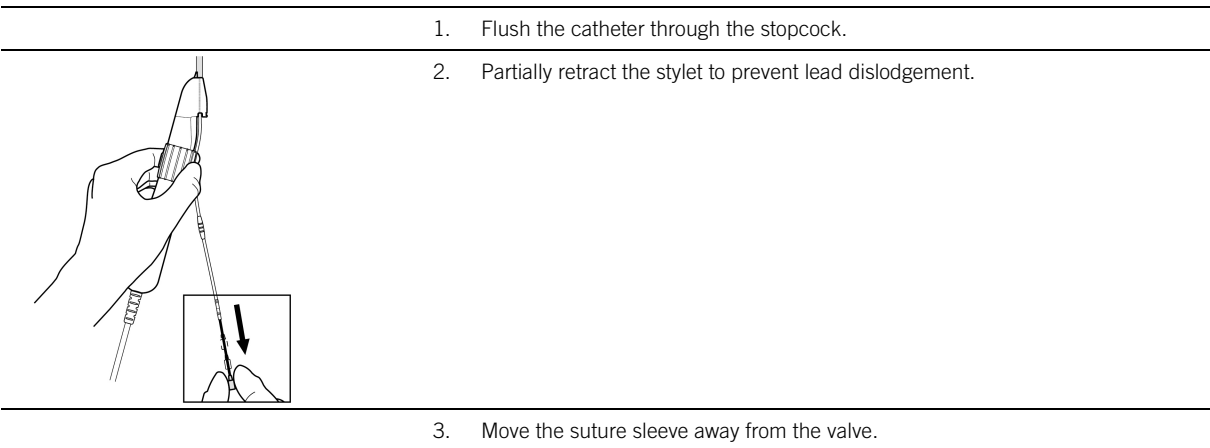 1. Flush the catheter through the stopcock.
2. Partially retract the stylet to prevent lead dislodgement.
3. Move the suture sleeve away from the valve.